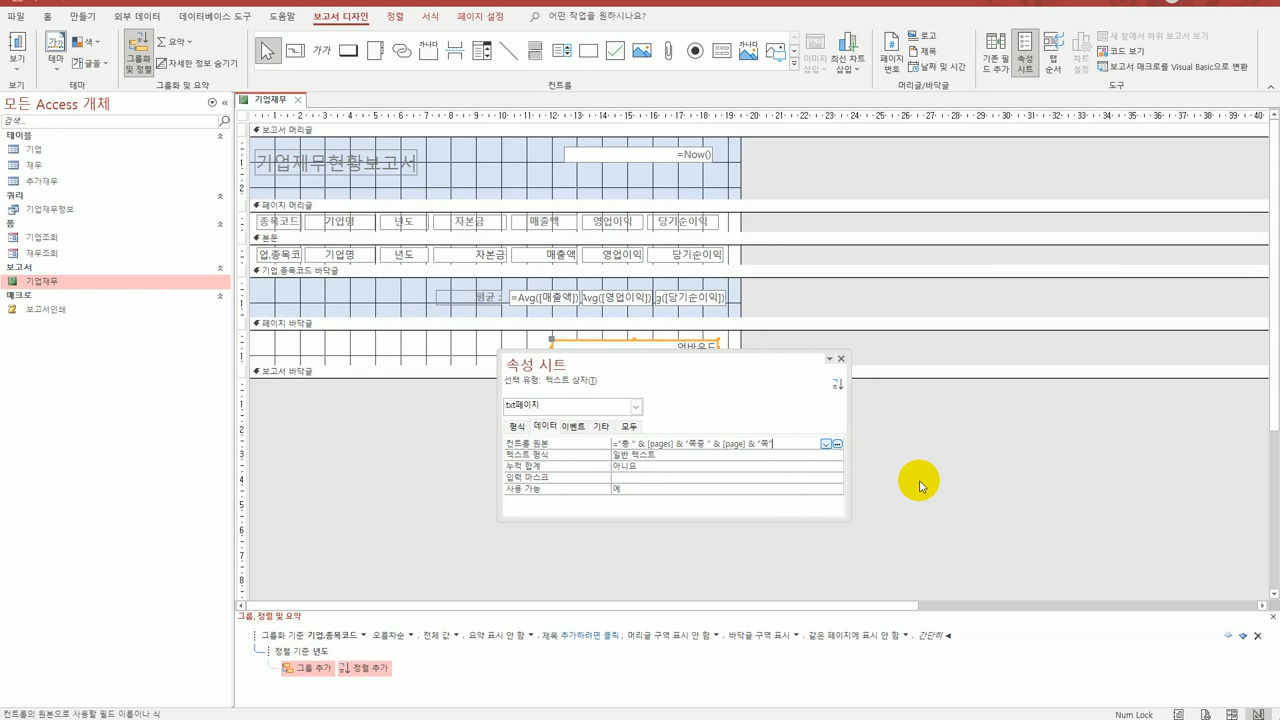 파일 홈 만들기 외부 데이터 데이터베이스 도구 도움말 보고서 디자인 정렬 서식 페이지 설정 어떤 작업을 원하시나요?
보기
테마
색
글꼴
그룹화 및 정렬
요약
자세한 정보 숨기기
가가
가나다
이미지 삽입
최신 차트 삽입
페이지 번호
로고
제목
날짜 및 시간
기존 필드 추가
속성 시트
탭 순서
차트 설정
새 창에서 하위 보고서 보기
코드 보기
보고서 매크로를 Visual Basic으로 변환
보기 테마 그룹화 및 요약 컨트롤 머리글/바닥글 도구
모든 Access 개체
검색...
테이블
기업
재무
추가재무
쿼리
기업재무정보
폼
기업조회
재무조회
보고서
기업재무
매크로
보고서인쇄
기업재무
보고서 머리글
기업재무현황보고서
=Now()
페이지 머리글
종목코드 기업명 년도 자본금 매출액 영업이익 당기순이익
본문
업.종목코 기업명 년도 자본금 매출액 영업이익 당기순이익
기업.종목코드 바닥글
평균 : =Avg([매출액]) Avg([영업이익]) g([당기순이익])
페이지 바닥글
언바운드
보고서 바닥글
속성 시트
선택 유형: 텍스트 상자(T)
txt페이지
형식 데이터 이벤트 기타 모두
컨트롤 원본 ="총 " & [pages] & "쪽중 " & [page] & "쪽"
텍스트 형식 일반 텍스트
누적 합계 아니요
입력 마스크
사용 가능 예
그룹, 정렬 및 요약
그룹화 기준 기업.종목코드 오름차순 , 전체 값 , 요약 표시 안 함 , 제목 추가하려면 클릭, 머리글 구역 표시 안 함 , 바닥글 구역 표시 , 같은 페이지에 표시 안 함 , 간단히
정렬 기준 년도
그룹 추가 정렬 추가
컨트롤의 원본으로 사용할 필드 이름이나 식
Num Lock